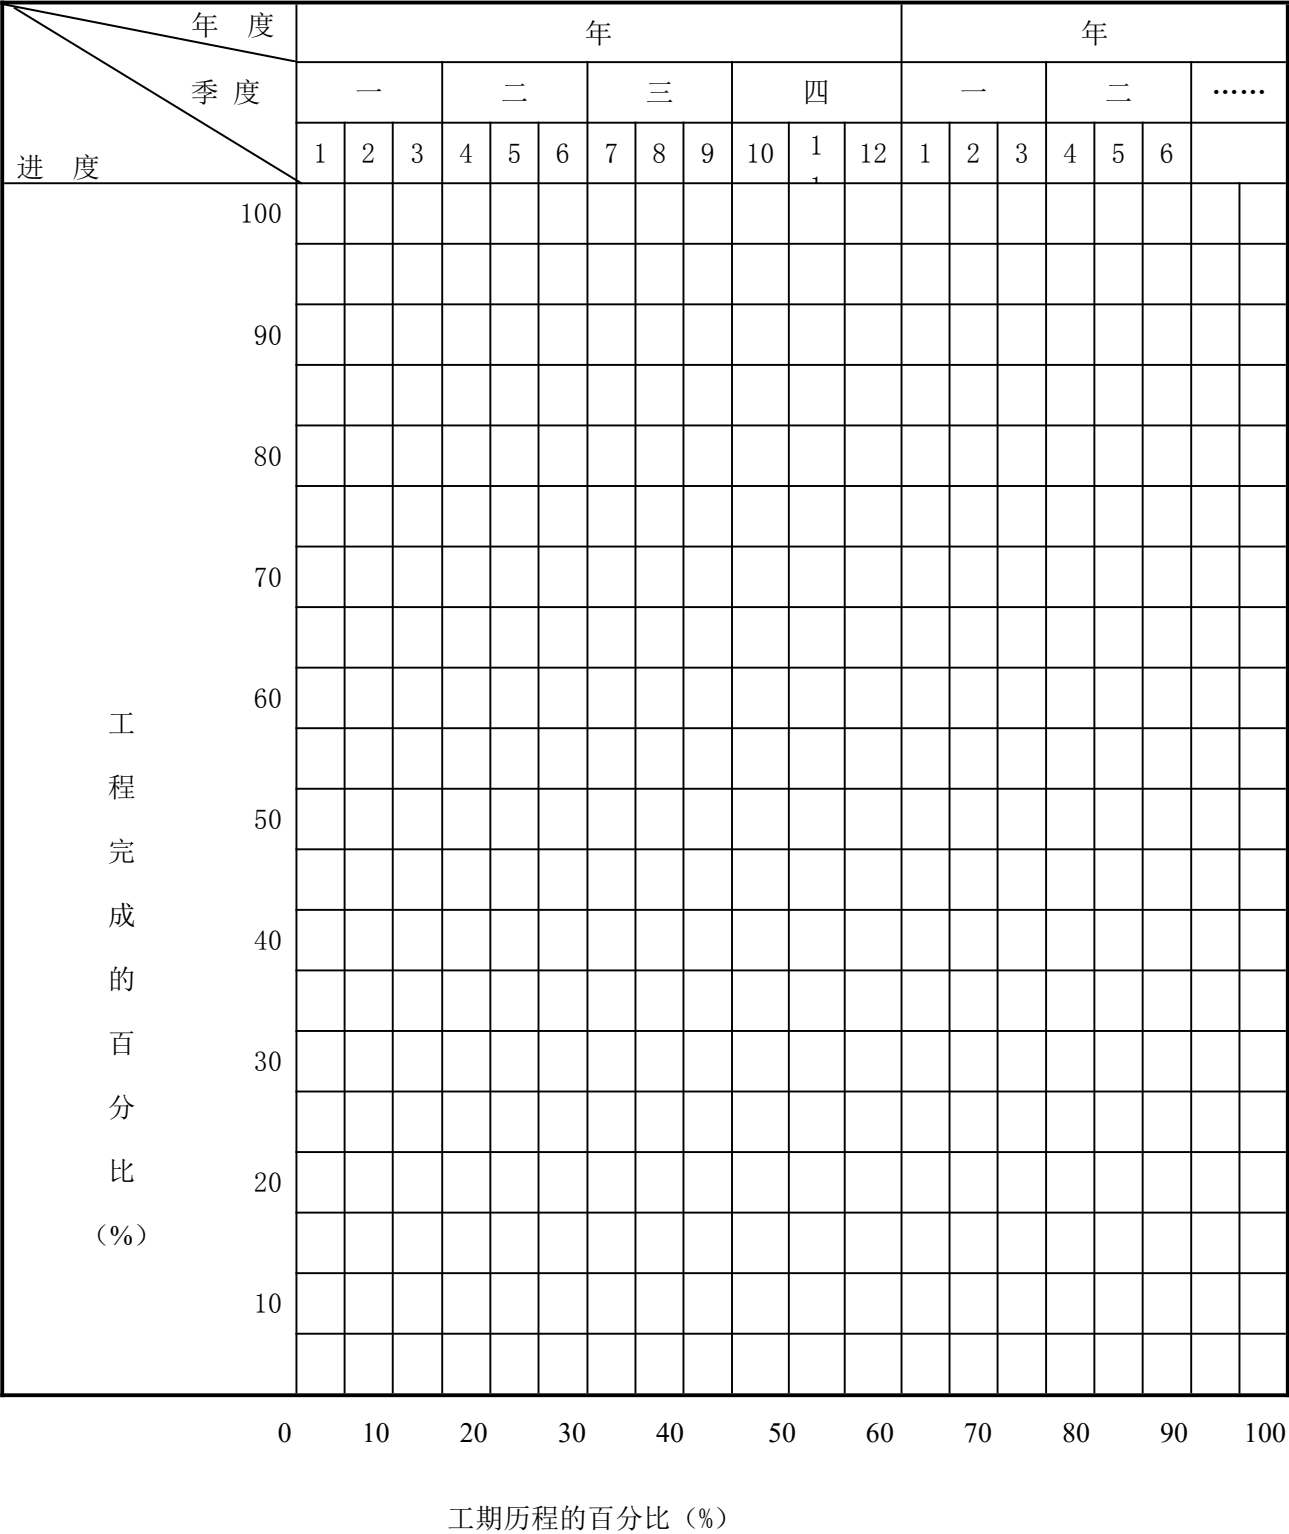 年 度 年 年
季 度 一 二 三 四 一 二 ……
进 度 1 2 3 4 5 6 7 8 9 10 11 12 1 2 3 4 5 6
100
90
80
70
60
50
40
30
20
10
工
程
完
成
的
百
分
比
（%）
0 10 20 30 40 50 60 70 80 90 100
工期历程的百分比（%）